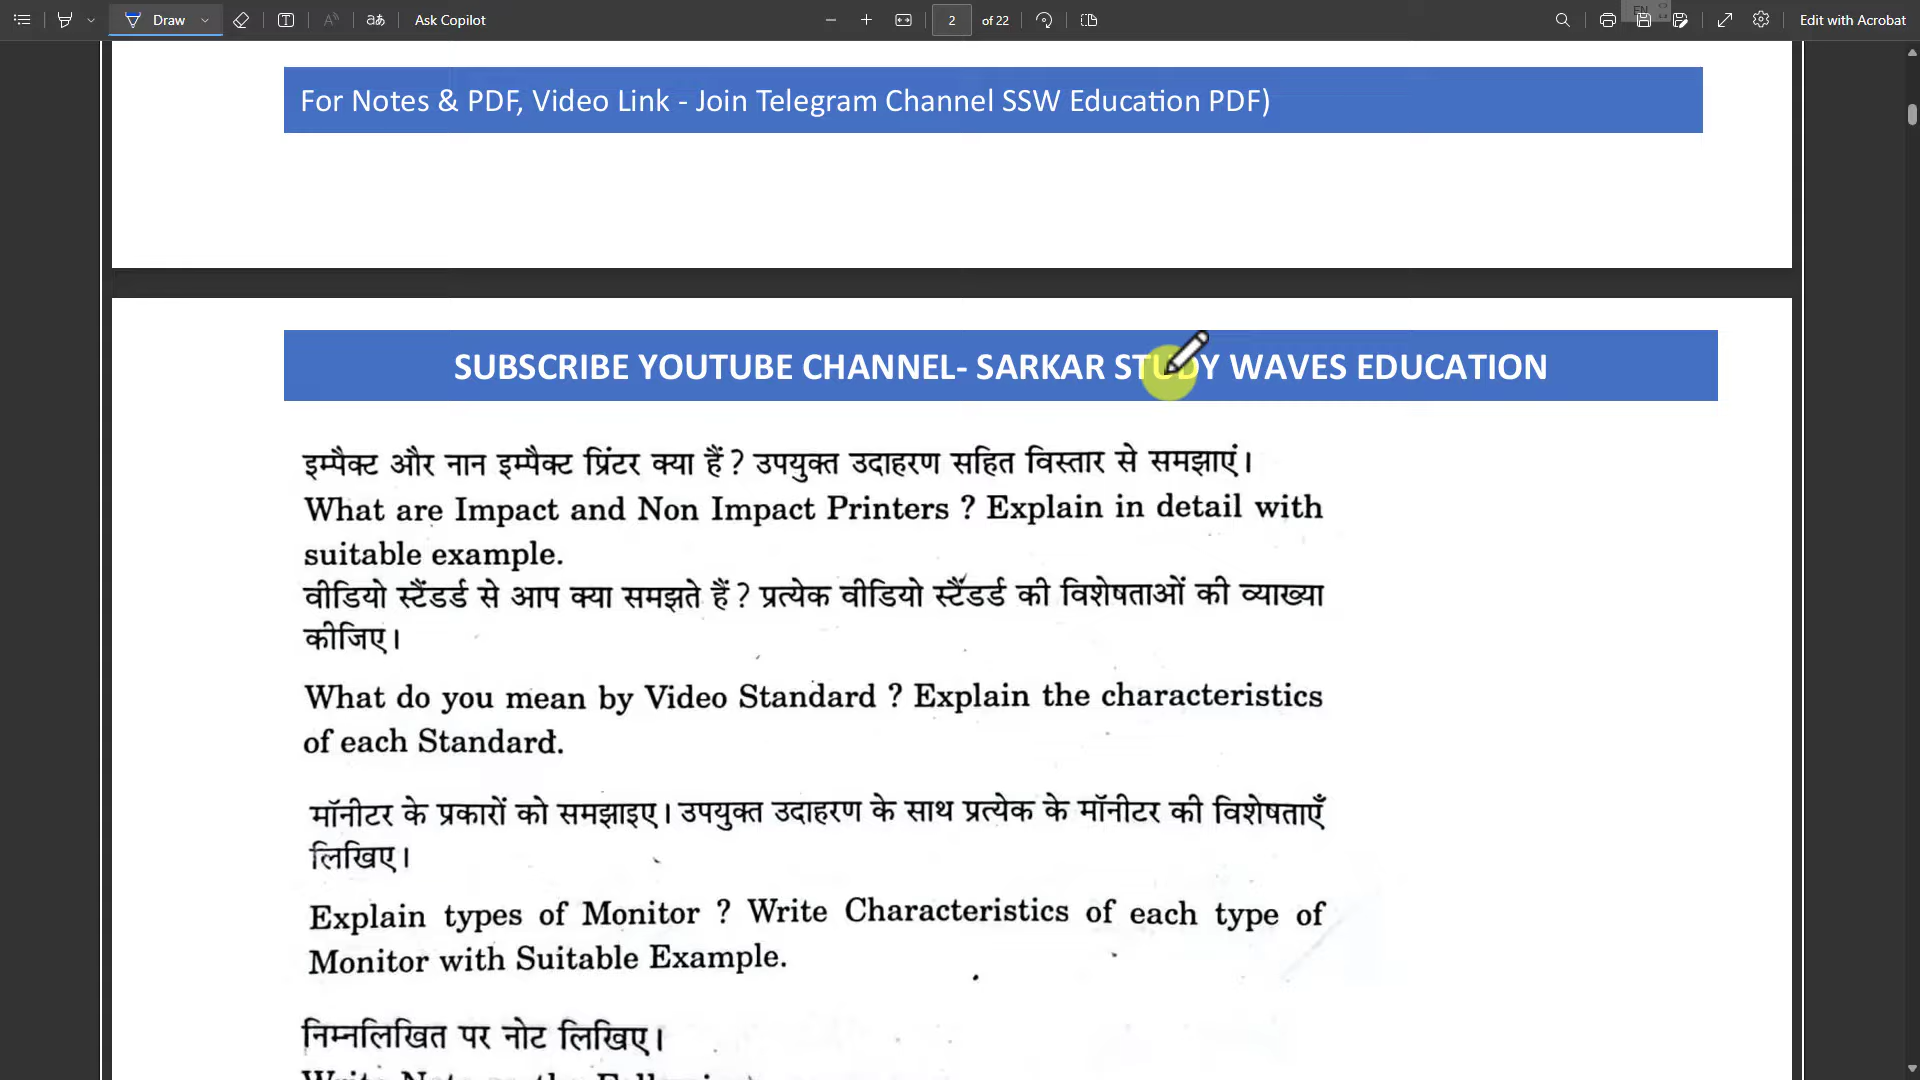 Draw
Ask Copilot
2
of 22
EN
Edit with Acrobat
For Notes & PDF, Video Link - Join Telegram Channel SSW Education PDF)
SUBSCRIBE YOUTUBE CHANNEL- SARKAR STUDY WAVES EDUCATION
इम्पैक्ट और नान इम्पैक्ट प्रिंटर क्या हैं? उपयुक्त उदाहरण सहित विस्तार से समझाएं।
What are Impact and Non Impact Printers ? Explain in detail with
suitable example.
वीडियो स्टैंडर्ड से आप क्या समझते हैं? प्रत्येक वीडियो स्टैंडर्ड की विशेषताओं की व्याख्या
कीजिए।
What do you mean by Video Standard ? Explain the characteristics
of each Standard.
मॉनीटर के प्रकारों को समझाइए। उपयुक्त उदाहरण के साथ प्रत्येक के मॉनीटर की विशेषताएँ
लिखिए।
Explain types of Monitor ? Write Characteristics of each type of
Monitor with Suitable Example.
निम्नलिखित पर नोट लिखिए।